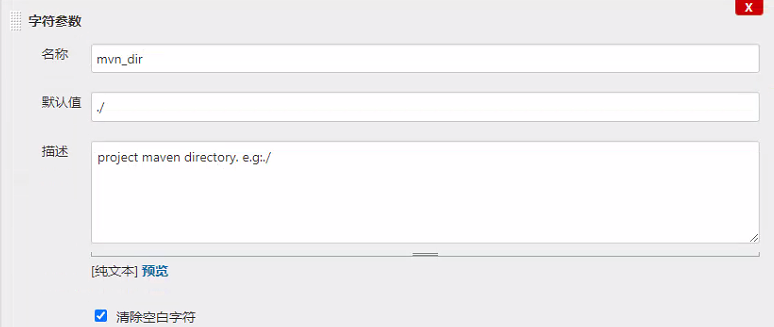 X
字符参数
名称
mvn_dir
默认值
./
描述
project maven directory. e.g:./
[纯文本] 预览
清除空白字符